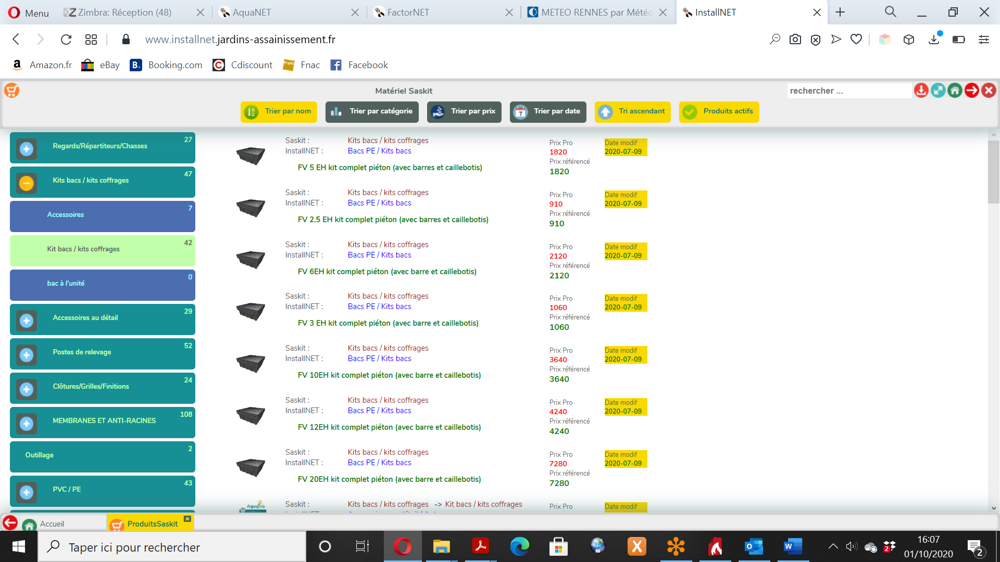 Menu
Zimbra: Réception (48)
AquaNET
FactorNET
METEO RENNES par Météo
InstallNET
www.installnet.jardins-assainissement.fr
Amazon.fr
eBay
Booking.com
Cdiscount
Fnac
Facebook
Matériel Saskit
rechercher ...
Trier par nom
Trier par catégorie
Trier par prix
Trier par date
Tri ascendant
Produits actifs
Regards/Répartiteurs/Chasses 27
Kits bacs / kits coffrages 47
Accessoires 7
Kit bacs / kits coffrages 42
bac à l'unité 0
Accessoires au détail 29
Postes de relevage 52
Clôtures/Grilles/Finitions 24
MEMBRANES ET ANTI-RACINES 108
Outillage 2
PVC / PE 43
Saskit : Kits bacs / kits coffrages
InstallNET : Bacs PE / Kits bacs
FV 5 EH kit complet piéton (avec barres et caillebotis)
Prix Pro
1820
Prix référencé
1820
Date modif
2020-07-09
Saskit : Kits bacs / kits coffrages
InstallNET : Bacs PE / Kits bacs
FV 2.5 EH kit complet piéton (avec barres et caillebotis)
Prix Pro
910
Prix référencé
910
Date modif
2020-07-09
Saskit : Kits bacs / kits coffrages
InstallNET : Bacs PE / Kits bacs
FV 6EH kit complet piéton (avec barre et caillebotis)
Prix Pro
2120
Prix référencé
2120
Date modif
2020-07-09
Saskit : Kits bacs / kits coffrages
InstallNET : Bacs PE / Kits bacs
FV 3 EH kit complet piéton (avec barre et caillebotis)
Prix Pro
1060
Prix référencé
1060
Date modif
2020-07-09
Saskit : Kits bacs / kits coffrages
InstallNET : Bacs PE / Kits bacs
FV 10EH kit complet piéton (avec barre et caillebotis)
Prix Pro
3640
Prix référencé
3640
Date modif
2020-07-09
Saskit : Kits bacs / kits coffrages
InstallNET : Bacs PE / Kits bacs
FV 12EH kit complet piéton (avec barre et caillebotis)
Prix Pro
4240
Prix référencé
4240
Date modif
2020-07-09
Saskit : Kits bacs / kits coffrages
InstallNET : Bacs PE / Kits bacs
FV 20EH kit complet piéton (avec barre et caillebotis)
Prix Pro
7280
Prix référencé
7280
Date modif
2020-07-09
Saskit : Kits bacs / kits coffrages -> Kit bacs / kits coffrages
Prix Pro
Date modif
Accueil
ProduitsSaskit
Taper ici pour rechercher
16:07
01/10/2020
2